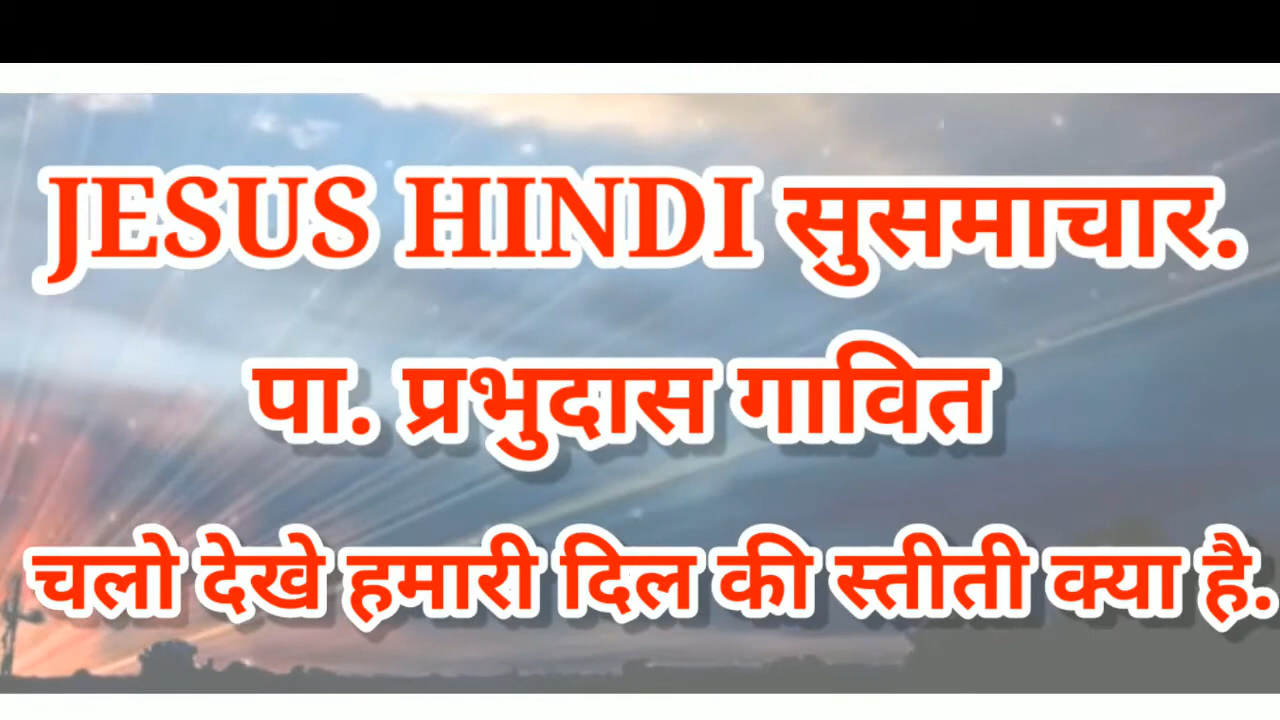 JESUS HINDI सुसमाचार.
पा. प्रभुदास गावित
चलो देखे हमारी दिल की स्तीती क्या है.